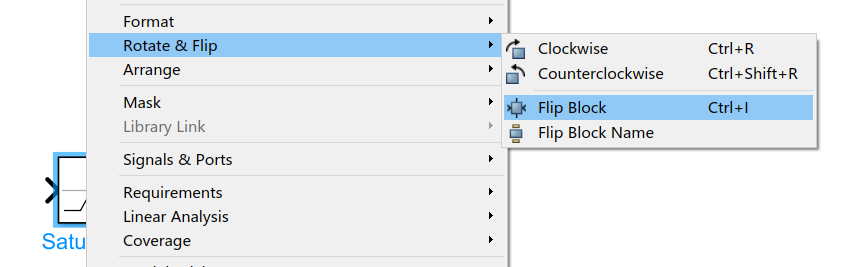 Format
Rotate & Flip
Arrange
Mask
Library Link
Signals & Ports
Requirements
Linear Analysis
Coverage
Clockwise Ctrl+R
Counterclockwise Ctrl+Shift+R
Flip Block Ctrl+I
Flip Block Name
Satu